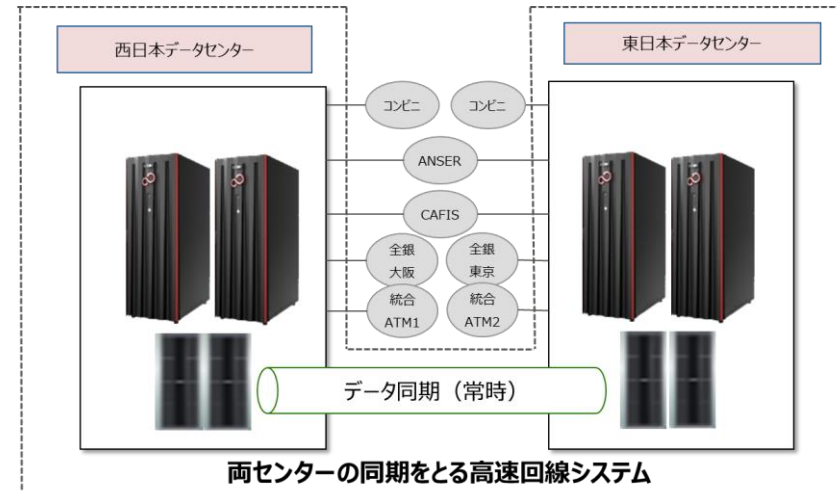 西日本データセンター
東日本データセンター
コンビニ
コンビニ
ANSER
CAFIS
全銀
大阪
全銀
東京
統合
ATM1
統合
ATM2
データ同期（常時）
両センターの同期をとる高速回線システム